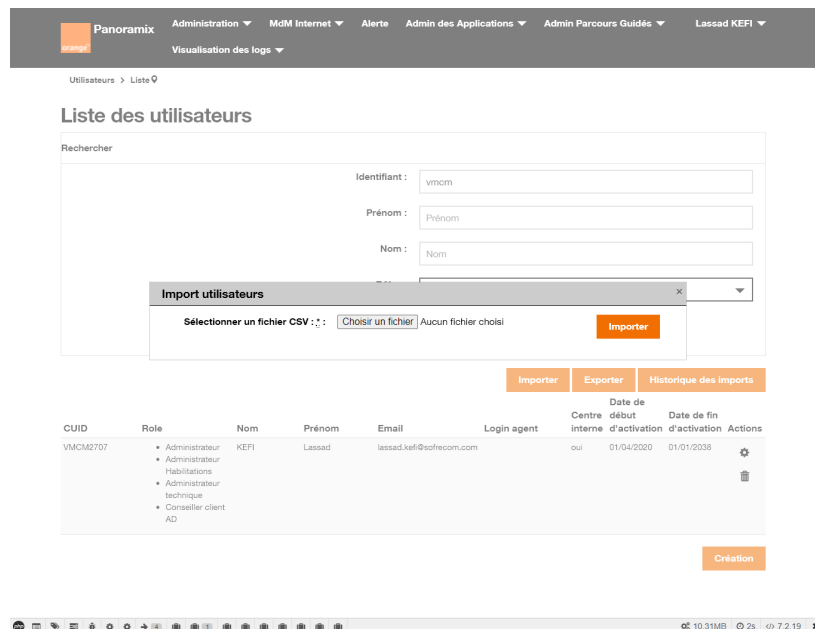 Panoramix
orange
Administration
MdM Internet
Alerte
Admin des Applications
Admin Parcours Guidés
Lassad KEFI
Visualisation des logs
Utilisateurs > Liste
Liste des utilisateurs
Rechercher
Identifiant :
vmcm
Prénom :
Prénom
Nom :
Nom
Import utilisateurs ×
Sélectionner un fichier CSV : * :
Choisir un fichier Aucun fichier choisi
Importer
Importer
Exporter
Historique des imports
CUID Role Nom Prénom Email Login agent Centre interne Date de début d'activation Date de fin d'activation Actions
VMCM2707
• Administrateur
• Administrateur
Habilitations
• Administrateur
technique
• Conseiller client
AD
KEFI
Lassad
lassad.kefi@sofrecom.com
oui
01/04/2020
01/01/2038
Création
php
4
1
10.31MB
2s
7.2.19